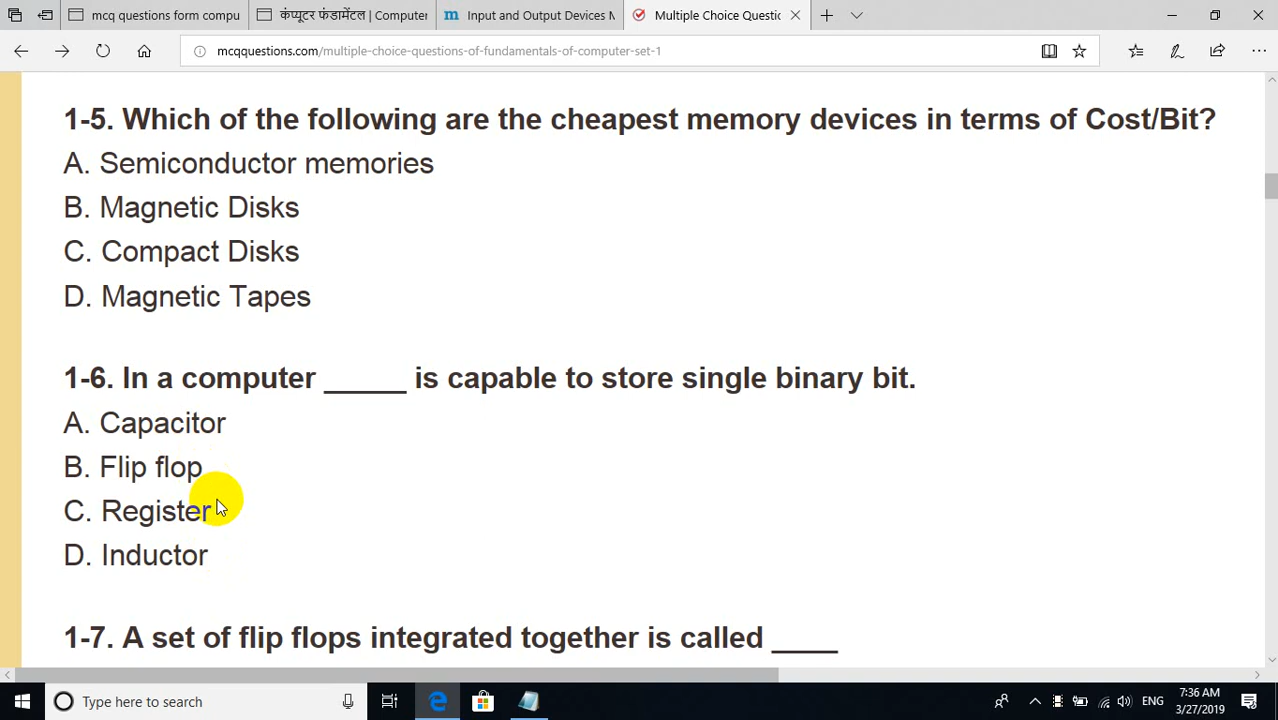 mcq questions form compu
कंप्यूटर फंडामेंटल | Computer
Input and Output Devices M
Multiple Choice Questic
mcqquestions.com/multiple-choice-questions-of-fundamentals-of-computer-set-1
1-5. Which of the following are the cheapest memory devices in terms of Cost/Bit?
A. Semiconductor memories
B. Magnetic Disks
C. Compact Disks
D. Magnetic Tapes
1-6. In a computer _____ is capable to store single binary bit.
A. Capacitor
B. Flip flop
C. Register
D. Inductor
1-7. A set of flip flops integrated together is called ____
Type here to search
ENG
7:36 AM
3/27/2019